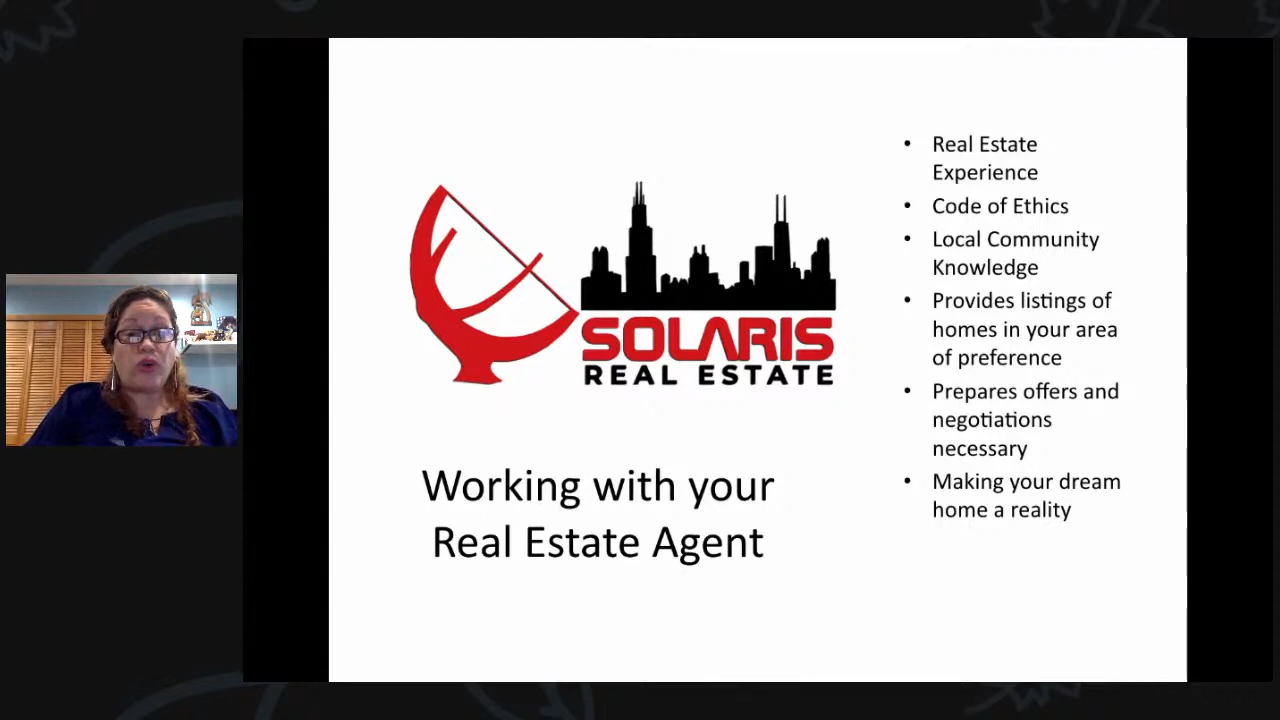 SOLARIS
REAL ESTATE
Working with your
Real Estate Agent
• Real Estate
Experience
• Code of Ethics
• Local Community
Knowledge
• Provides listings of
homes in your area
of preference
• Prepares offers and
negotiations
necessary
• Making your dream
home a reality